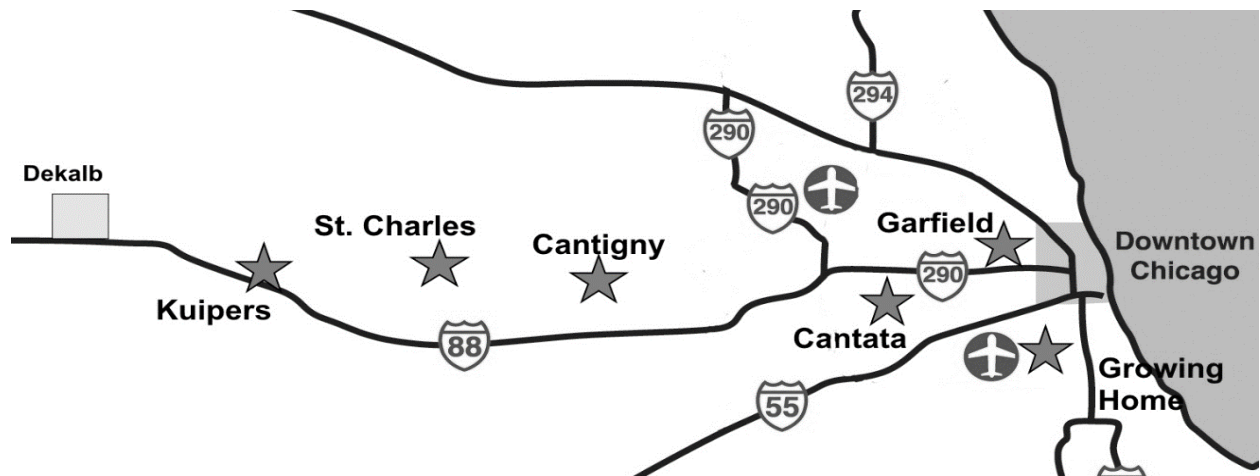 294
290
Dekalb
290
St. Charles
Garfield
Cantigny
Downtown
Chicago
290
Kuipers
Cantata
88
Growing
Home
55